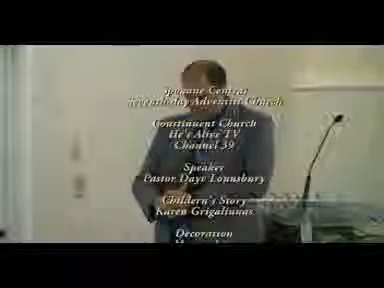 Spokane Central
Seventh-day Adventist Church
Constituent Church
He's Alive TV
Channel 39
Speaker
Pastor Dave Lounsbury
Childern's Story
Karen Grigaliunas
Decoration